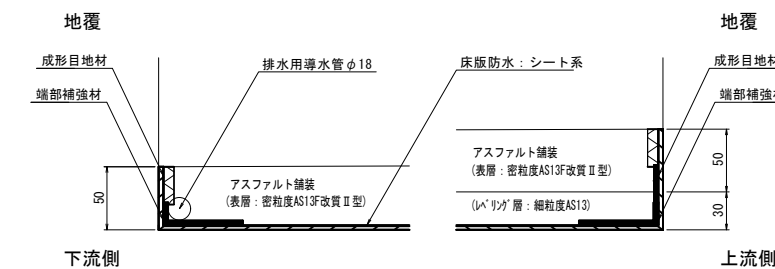 地覆
地覆
成形目地材
排水用導水管φ18
床版防水：シート系
成形目地材
端部補強材
端部補強
アスファルト舗装
(表層：密粒度AS13F改質Ⅱ型)
50
アスファルト舗装
(表層：密粒度AS13F改質Ⅱ型)
50
(ﾚﾍﾞﾘﾝｸﾞ層：細粒度AS13)
30
下流側
上流側